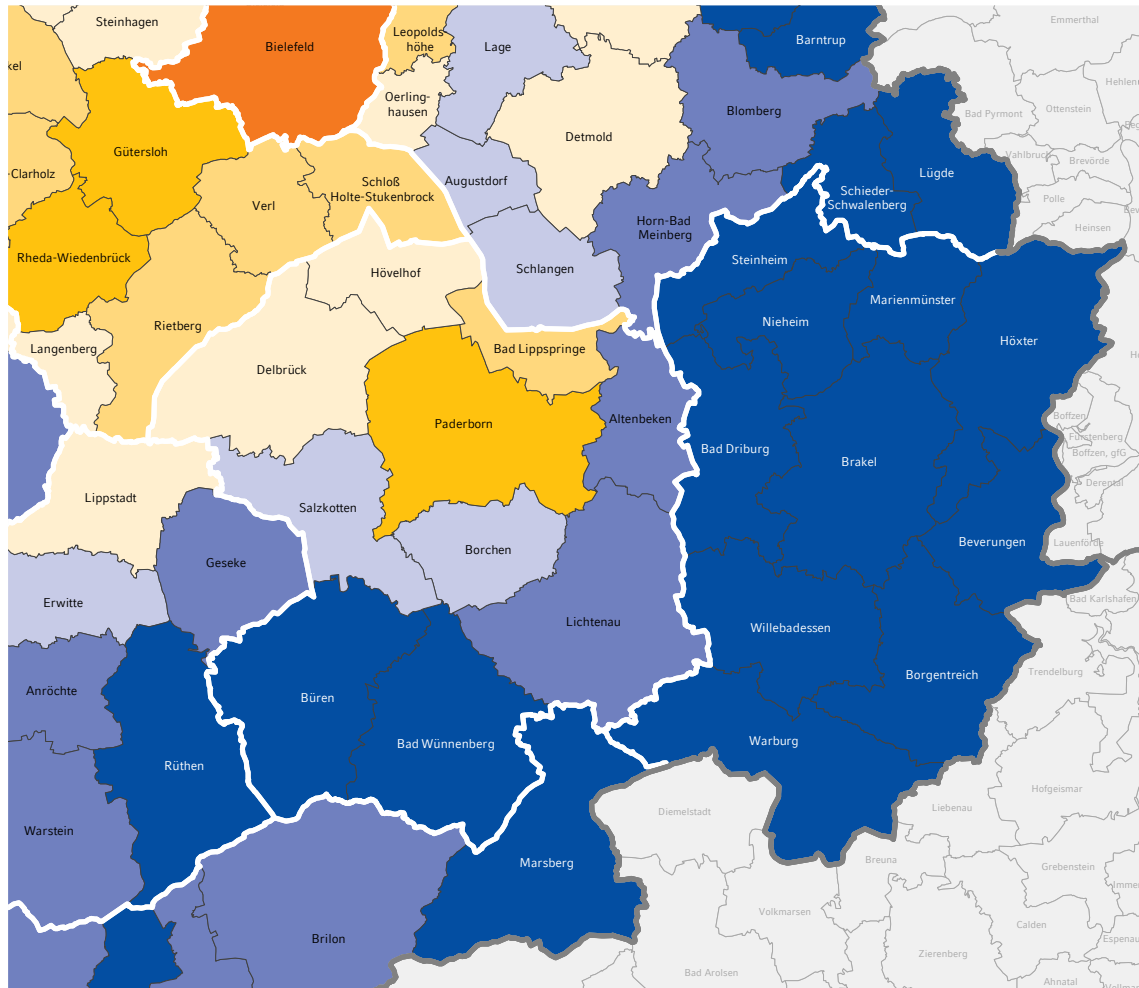 Steinhagen
Bielefeld
Leopolds
höhe
Lage
Barntrup
Emmerthal
kel
Oerling-
hausen
Blomberg
Hehlen
Ottenstein
Bad Pyrmont
Detmold
Gütersloh
Vahlbruch
Brevörde
-Clarholz
Schloß
Holte-Stukenbrock
Augustdorf
Lügde
Verl
Schieder-
Schwalenberg
Polle
Horn-Bad
Meinberg
Heinsen
Rheda-Wiedenbrück
Hövelhof
Schlangen
Steinheim
Marienmünster
Rietberg
Nieheim
Langenberg
Bad Lippspringe
Höxter
Delbrück
Paderborn
Altenbeken
Boffzen
Fürstenberg
Bad Driburg
Boffzen, gfG
Brakel
Derental
Lippstadt
Salzkotten
Borchen
Beverungen
Lauenförde
Geseke
Erwitte
Bad Karlshafen
Lichtenau
Willebadessen
Trendelburg
Anröchte
Büren
Borgentreich
Bad Wünnenberg
Warburg
Rüthen
Hofgeismar
Diemelstadt
Liebenau
Warstein
Marsberg
Breuna
Grebenstein
Imme
Volkmarsen
Calden
Brilon
Espenau
Zierenberg
Bad Arolsen
Ahnatal
Vellmar